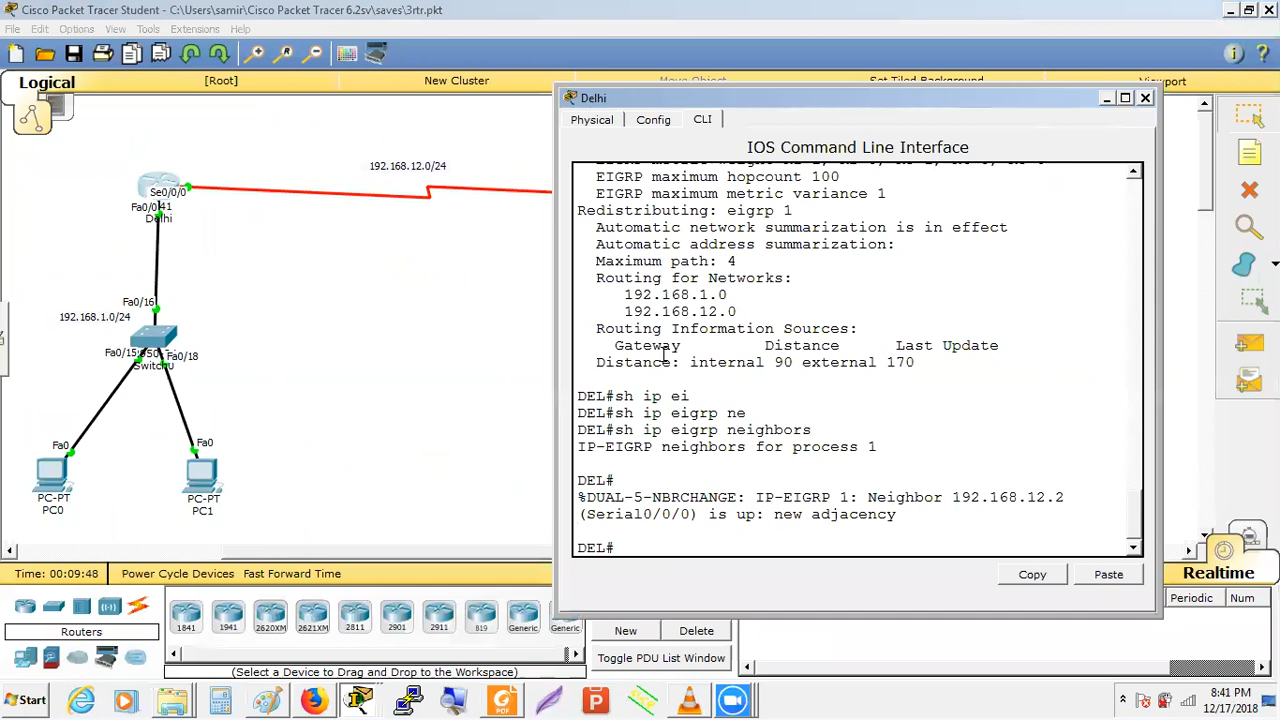 Cisco Packet Tracer Student - C:\Users\samir\Cisco Packet Tracer 6.2sv\saves\3rtr.pkt
File Edit Options View Tools Extensions Help
Logical
[Root]
New Cluster
Move Object
Set Tiled Background
Viewport
192.168.12.0/24
Se0/0/0
Fa0/0
41
Delhi
Fa0/16
192.168.1.0/24
Fa0/15
Fa0/18
Fa0
Fa0
PC-PT
PC0
PC-PT
PC1
Delhi
Physical Config CLI
IOS Command Line Interface
EIGRP maximum hopcount 100
EIGRP maximum metric variance 1
Redistributing: eigrp 1
Automatic network summarization is in effect
Automatic address summarization:
Maximum path: 4
Routing for Networks:
192.168.1.0
192.168.12.0
Routing Information Sources:
Gateway Distance Last Update
Distance: internal 90 external 170
DEL#sh ip ei
DEL#sh ip eigrp ne
DEL#sh ip eigrp neighbors
IP-EIGRP neighbors for process 1
DEL#
%DUAL-5-NBRCHANGE: IP-EIGRP 1: Neighbor 192.168.12.2
(Serial0/0/0) is up: new adjacency
DEL#
Copy Paste
Time: 00:09:48 Power Cycle Devices Fast Forward Time
Realtime
Routers
1841 1941 2620XM 2621XM 2811 2901 2911 819 Generic Generic
(Select a Device to Drag and Drop to the Workspace)
New Delete
Toggle PDU List Window
Periodic Num
Start
8:41 PM
12/17/2018